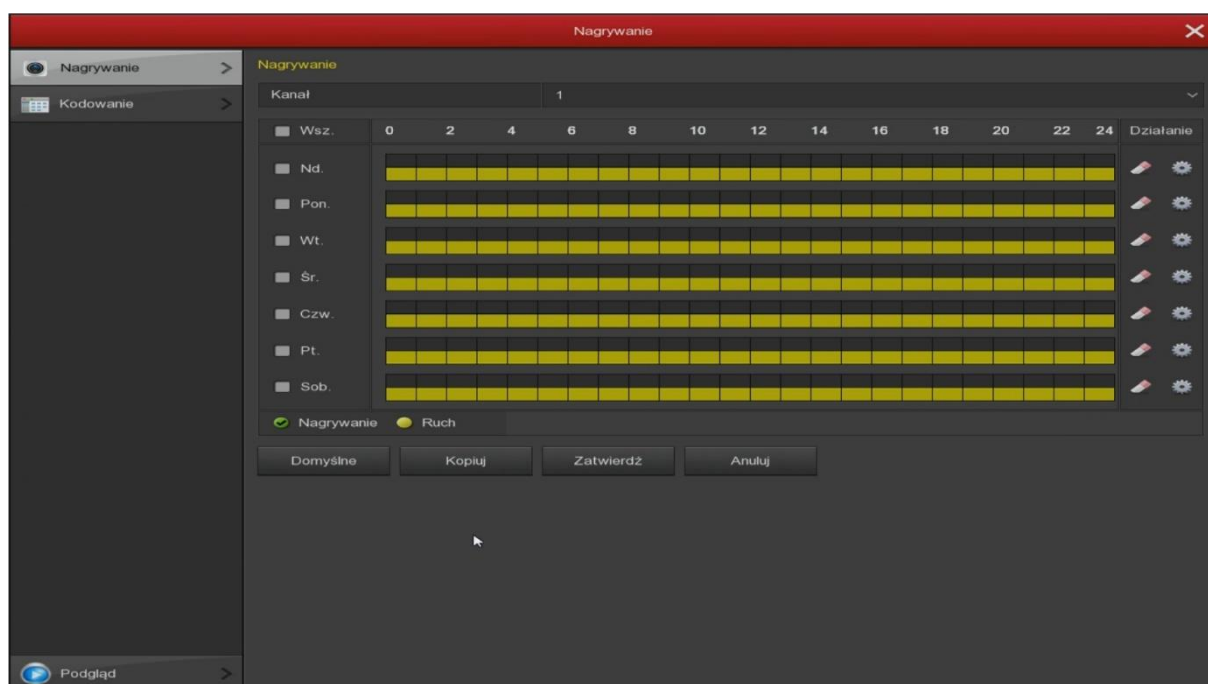 Nagrywanie
Nagrywanie
Kodowanie
Nagrywanie
Kanał 1
Wsz. 0 2 4 6 8 10 12 14 16 18 20 22 24 Działanie
Nd.
Pon.
Wt.
Śr.
Czw.
Pt.
Sob.
Nagrywanie Ruch
Domyślne Kopiuj Zatwierdź Anuluj
Podgląd